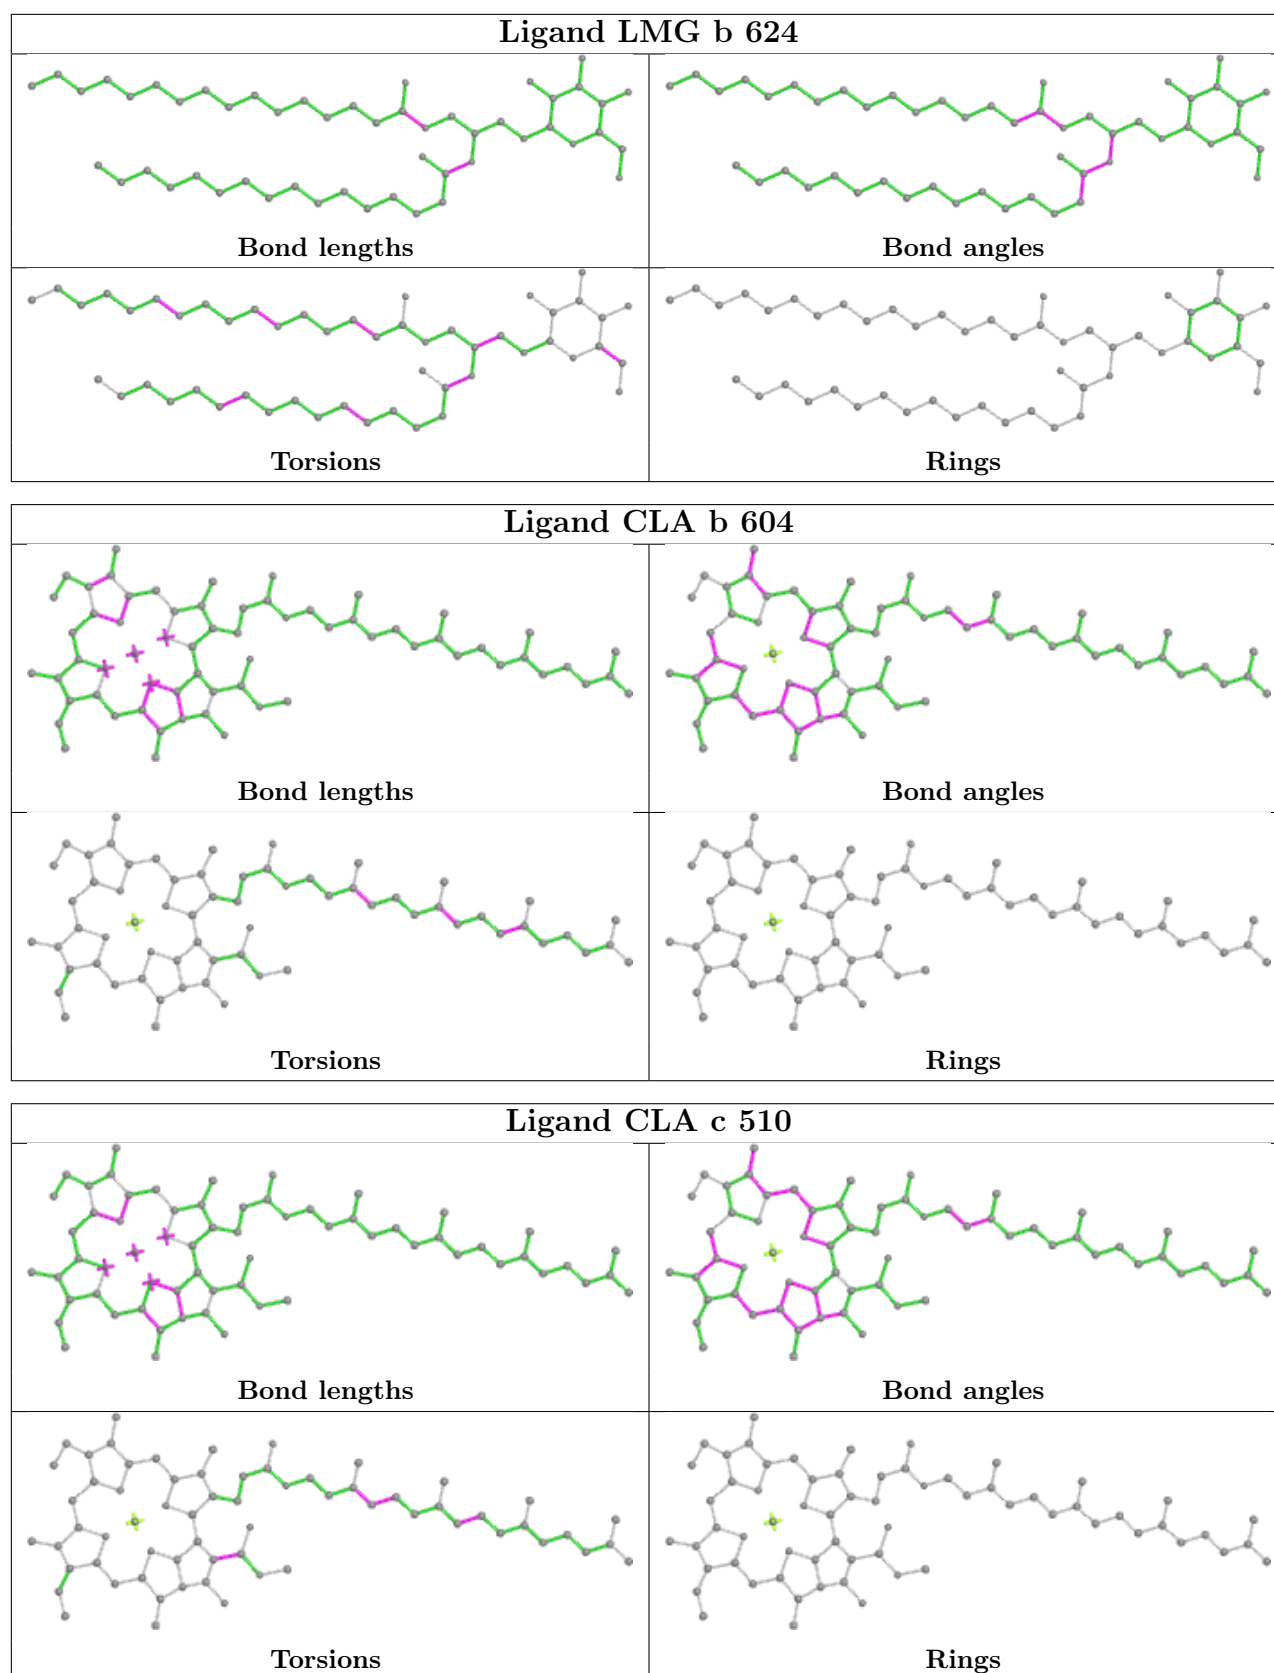 Ligand LMG b 624
Bond lengths
Bond angles
Torsions
Rings
Ligand CLA b 604
Bond lengths
Bond angles
Torsions
Rings
Ligand CLA c 510
Bond lengths
Bond angles
Torsions
Rings